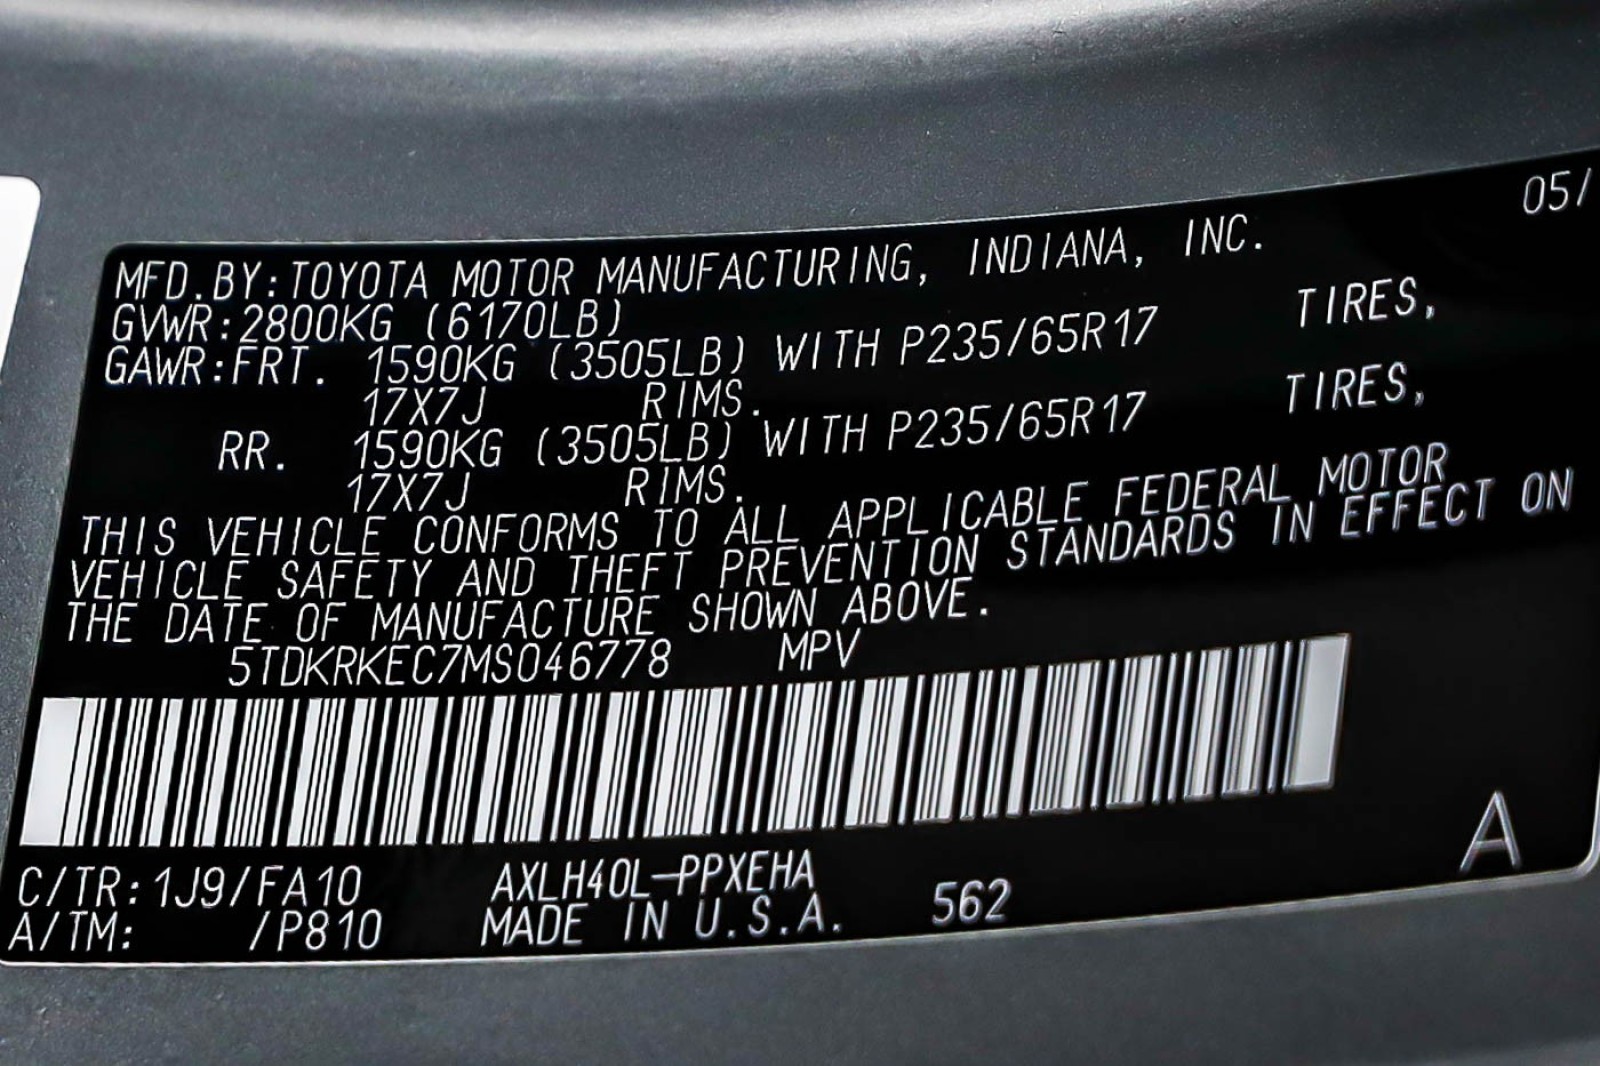 05/
MFD.BY:TOYOTA MOTOR MANUFACTURING, INDIANA, INC.
GVWR:2800KG (6170LB)
GAWR:FRT. 1590KG (3505LB) WITH P235/65R17 TIRES,
17X7J RIMS.
RR. 1590KG (3505LB) WITH P235/65R17 TIRES,
17X7J RIMS.
THIS VEHICLE CONFORMS TO ALL APPLICABLE FEDERAL MOTOR
VEHICLE SAFETY AND THEFT PREVENTION STANDARDS IN EFFECT ON
THE DATE OF MANUFACTURE SHOWN ABOVE.
5TDKRKEC7MS046778 MPV
A
C/TR:1J9/FA10 AXLH40L-PPXEHA
A/TM: /P810 MADE IN U.S.A. 562